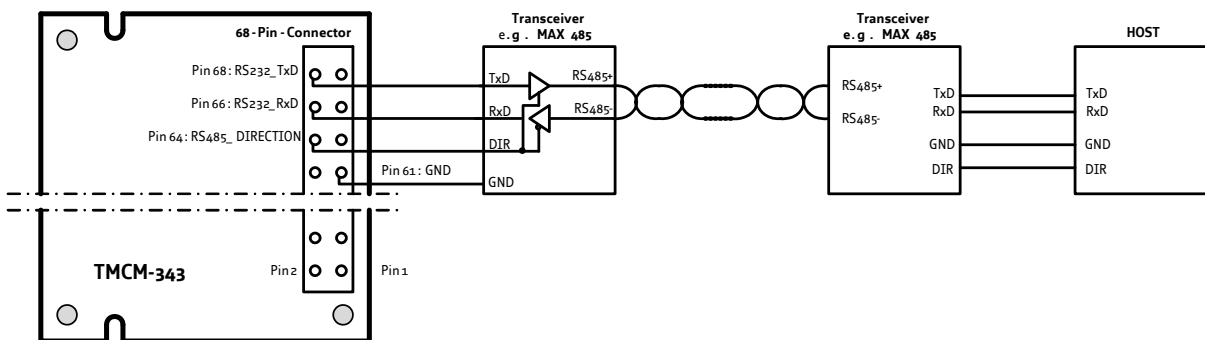 68-Pin-Connector
Transceiver
e.g. MAX 485
Transceiver
e.g. MAX 485
HOST
Pin 68: RS232_TxD
Pin 66: RS232_RxD
Pin 64: RS485_DIRECTION
Pin 61: GND
TxD
RxD
DIR
GND
RS485+
RS485-
RS485+
RS485-
TxD
RxD
GND
DIR
TxD
RxD
GND
DIR
TMCM-343
Pin 2
Pin 1